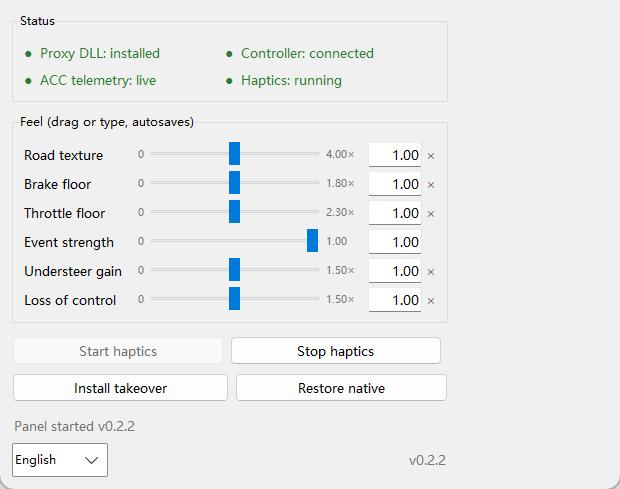 Status
Proxy DLL: installed
Controller: connected
ACC telemetry: live
Haptics: running
Feel (drag or type, autosaves)
Road texture 0 4.00× 1.00 ×
Brake floor 0 1.80× 1.00 ×
Throttle floor 0 2.30× 1.00 ×
Event strength 0 1.00 1.00
Understeer gain 0 1.50× 1.00 ×
Loss of control 0 1.50× 1.00 ×
Start haptics
Stop haptics
Install takeover
Restore native
Panel started v0.2.2
English
v0.2.2